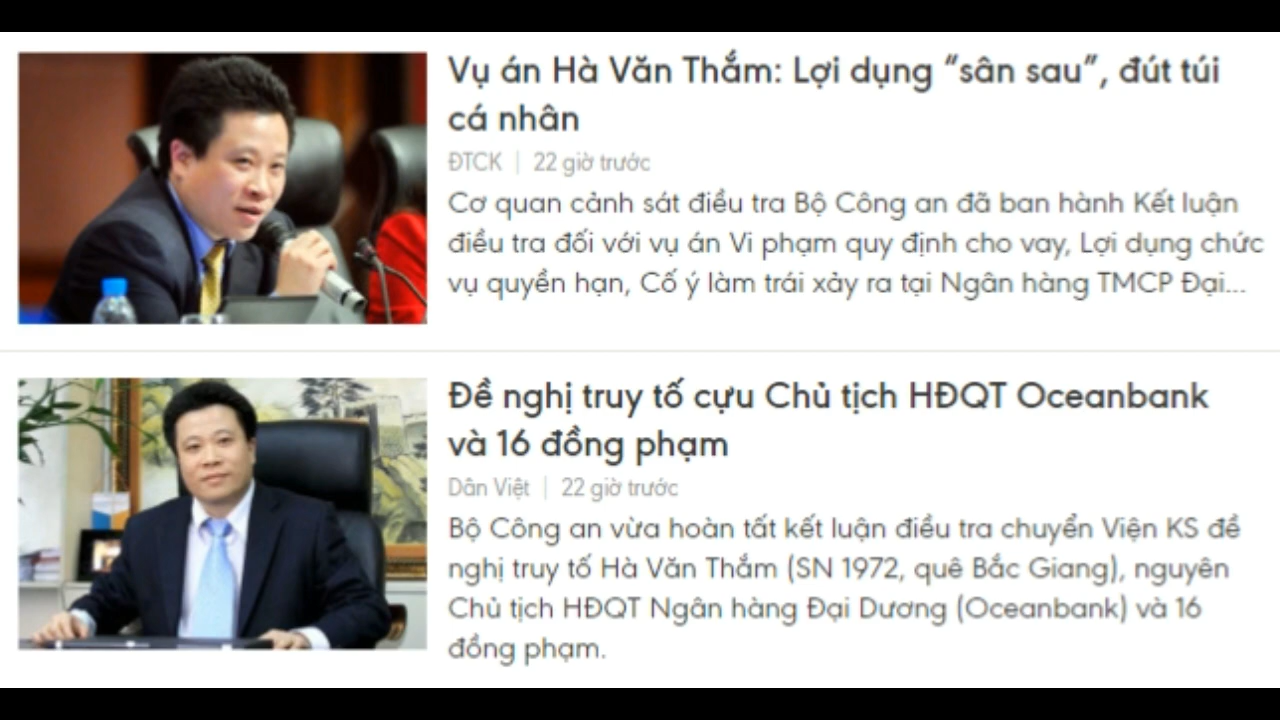 Vụ án Hà Văn Thắm: Lợi dụng “sân sau”, đút túi
cá nhân
ĐTCK | 22 giờ trước
Cơ quan cảnh sát điều tra Bộ Công an đã ban hành Kết luận
điều tra đối với vụ án Vi phạm quy định cho vay, Lợi dụng chức
vụ quyền hạn, Cố ý làm trái xảy ra tại Ngân hàng TMCP Đại...
Đề nghị truy tố cựu Chủ tịch HĐQT Oceanbank
và 16 đồng phạm
Dân Việt | 22 giờ trước
Bộ Công an vừa hoàn tất kết luận điều tra chuyển Viện KS đề
nghị truy tố Hà Văn Thắm (SN 1972, quê Bắc Giang), nguyên
Chủ tịch HĐQT Ngân hàng Đại Dương (Oceanbank) và 16
đồng phạm.